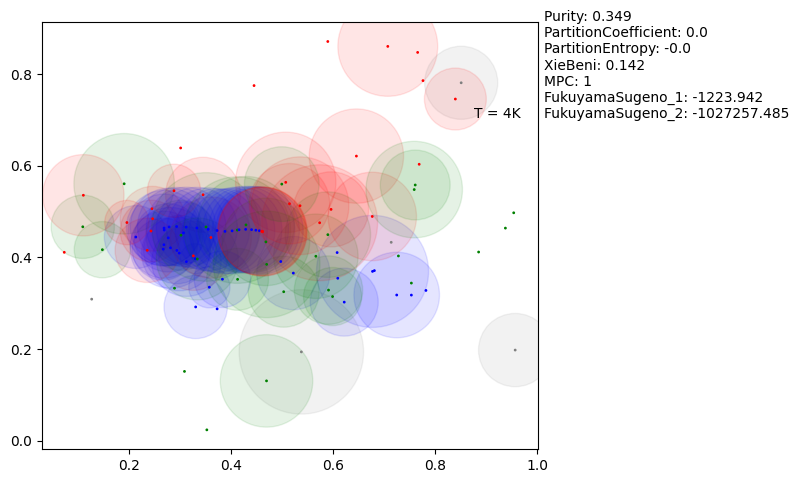 Purity: 0.349
PartitionCoefficient: 0.0
PartitionEntropy: -0.0
XieBeni: 0.142
MPC: 1
FukuyamaSugeno_1: -1223.942
FukuyamaSugeno_2: -1027257.485
T = 4K
0.8
0.6
0.4
0.2
0.0
0.2
0.4
0.6
0.8
1.0